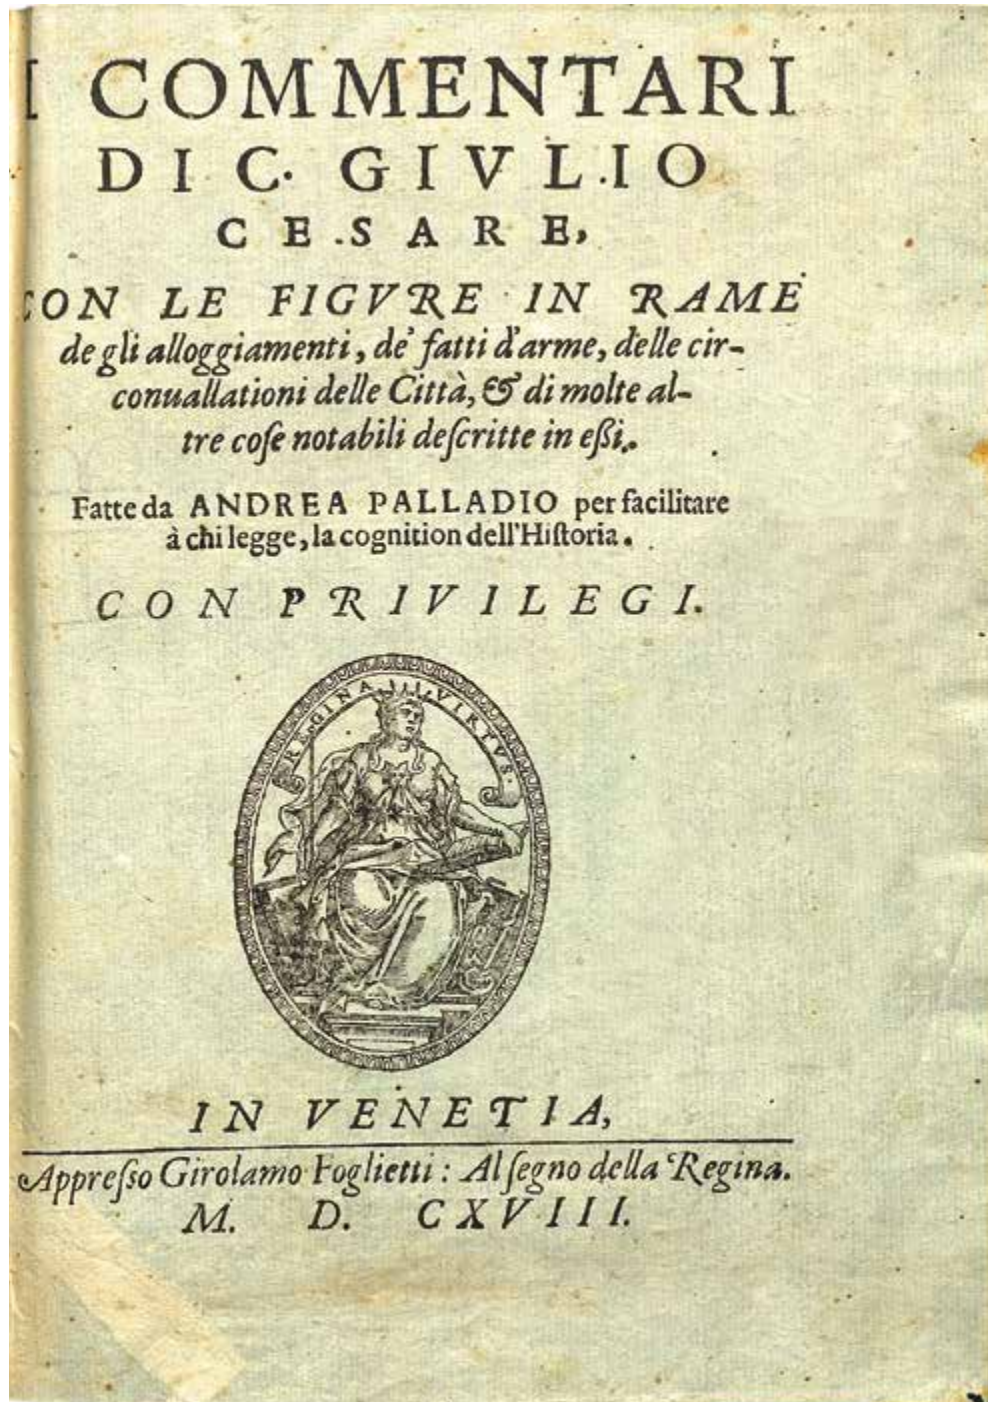 I COMMENTARI
DI C. GIVLIO
CESARE,
CON LE FIGVRE IN RAME
de gli alloggiamenti, de' fatti d'arme, delle cir-
conuallationi delle Città, & di molte al-
tre coſe notabili deſcritte in eßi.
Fatte da ANDREA PALLADIO per facilitare
à chi legge, la cognition dell'Hiſtoria.
CON PRIVILEGI.
REGINA VIRTVS.
IN VENETIA,
Appreſſo Girolamo Foglietti: Al ſegno della Regina.
M. D. CXVIII.